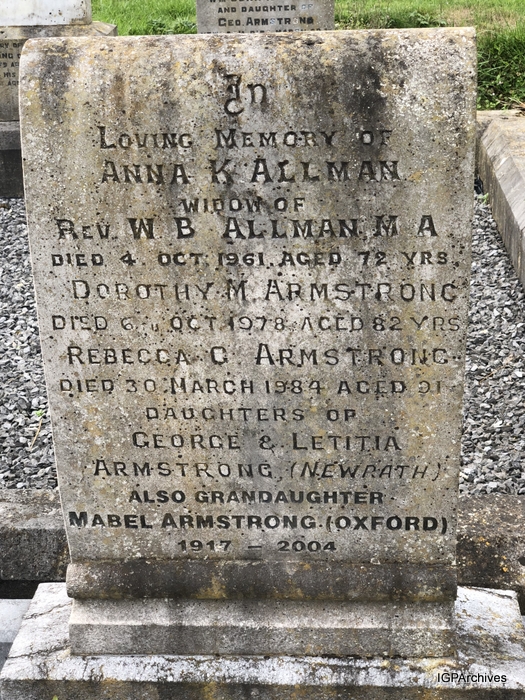 AND DAUGHTER OF
GEO. ARMSTRONG
In
LOVING MEMORY OF
ANNA K ALLMAN
WIDOW OF
REV. W B ALLMAN M A
DIED 4. OCT 1961. AGED 72 YRS.
DOROTHY M. ARMSTRONG
DIED 6TH OCT 1978 AGED 82 YRS
REBECCA G ARMSTRONG
DIED 30 MARCH 1984 AGED 91
DAUGHTERS OF
GEORGE & LETITIA
ARMSTRONG (NEWRATH)
ALSO GRANDAUGHTER
MABEL ARMSTRONG (OXFORD)
1917 – 2004
IGPArchives